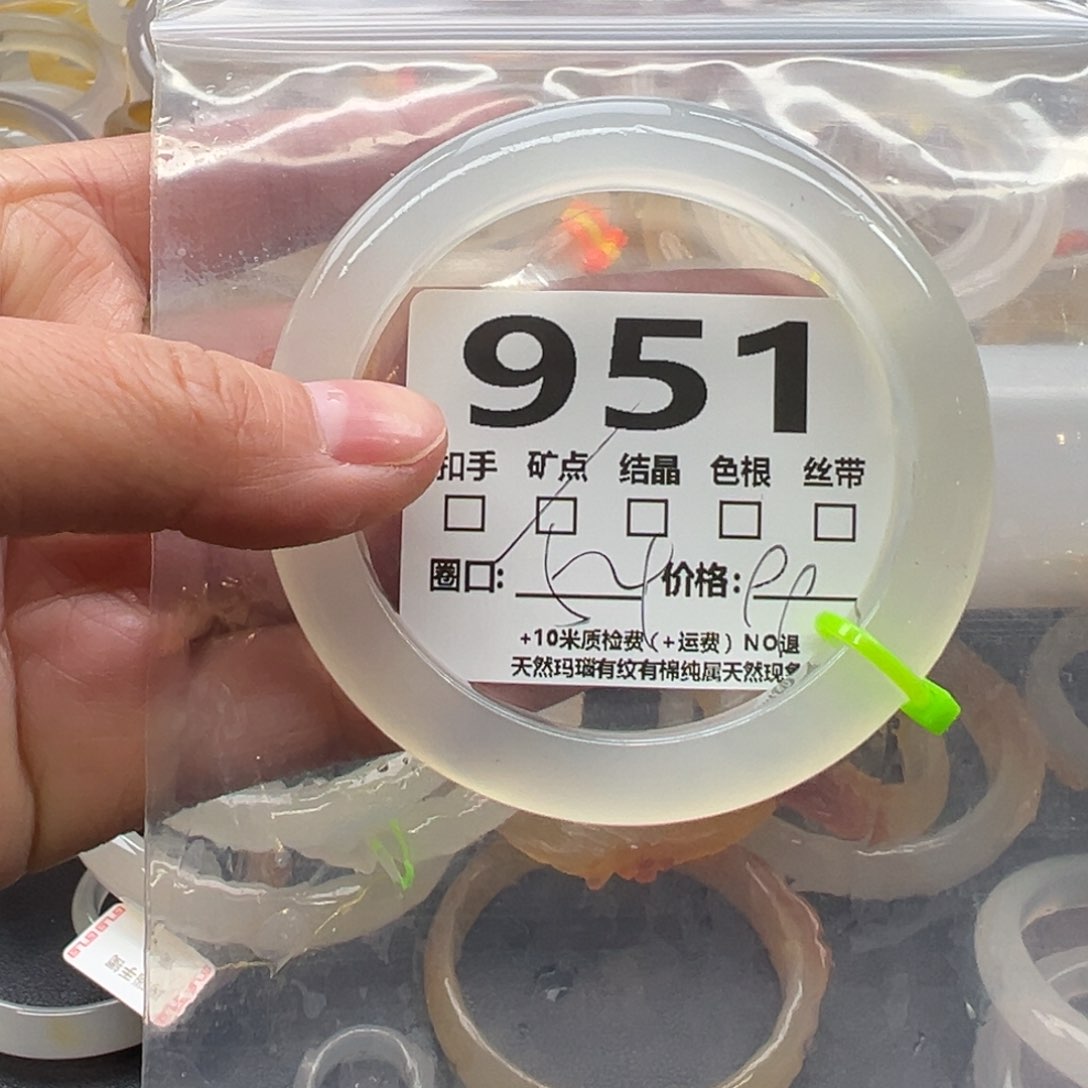 951
扣手 矿点 结晶 色根 丝带
圈口: 价格:
+10米质检费（+运费）NO退
天然玛瑙有纹有棉纯属天然现象